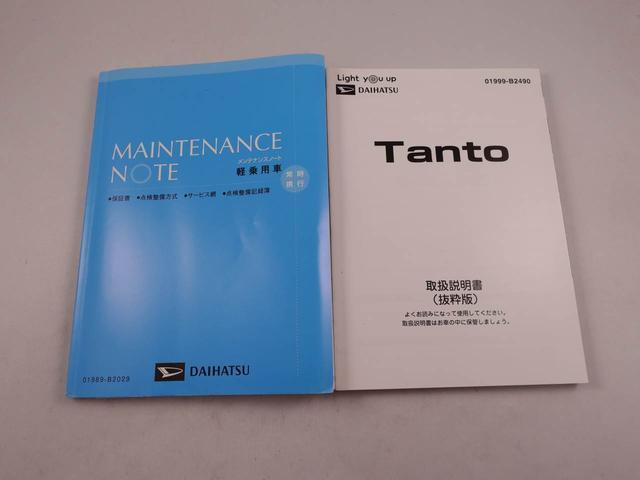 MAINTENANCE
NOTE
メンテナンスノート
軽乗用車
常時
携行
●保証書 ●点検整備方式 ●サービス網 ●点検整備記録簿
DAIHATSU
01989-B2029
Light you up
DAIHATSU
01999-B2490
Tanto
取扱説明書
（抜粋版）
よくお読みになって使用してください。
取扱説明書はお車の中に保管しましょう。